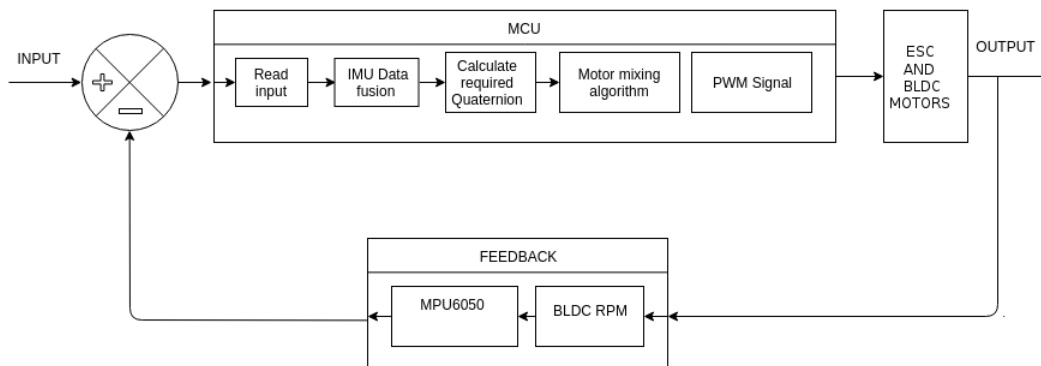 MCU
INPUT
Read
input
IMU Data
fusion
Calculate
required
Quaternion
Motor mixing
algorithm
PWM Signal
ESC
AND
BLDC
MOTORS
OUTPUT
FEEDBACK
MPU6050
BLDC RPM